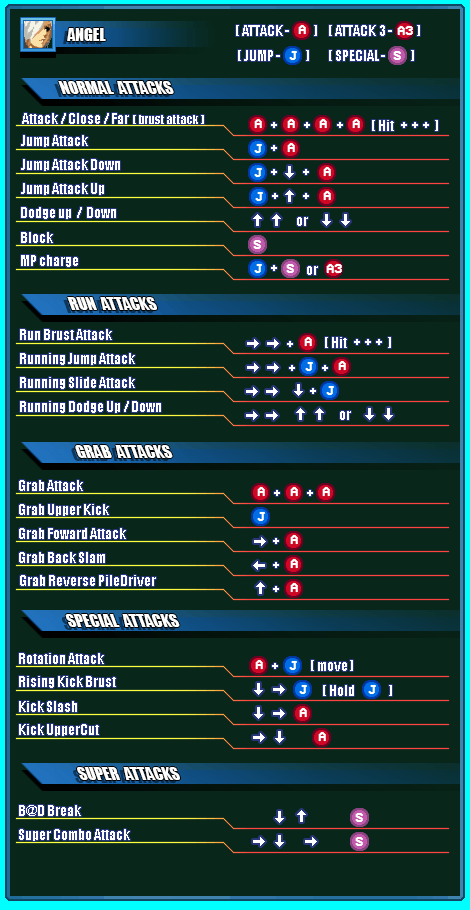 ANGEL
[ ATTACK - A ] [ ATTACK 3 - A3 ]
[ JUMP - J ] [ SPECIAL - S ]
NORMAL ATTACKS
Attack / Close / Far [ brust attack ] A + A + A + A [ Hit + + + ]
Jump Attack J + A
Jump Attack Down J + ↓ + A
Jump Attack Up J + ↑ + A
Dodge up / Down ↑ ↑ or ↓ ↓
Block S
MP charge J + S or A3
RUN ATTACKS
Run Brust Attack → → + A [ Hit + + + ]
Running Jump Attack → → + J + A
Running Slide Attack → → ↓ + J
Running Dodge Up / Down → → ↑ ↑ or ↓ ↓
GRAB ATTACKS
Grab Attack A + A + A
Grab Upper Kick J
Grab Foward Attack → + A
Grab Back Slam ← + A
Grab Reverse PileDriver ↑ + A
SPECIAL ATTACKS
Rotation Attack A + J [ move ]
Rising Kick Brust ↓ → J [ Hold J ]
Kick Slash ↓ → A
Kick UpperCut → ↓ A
SUPER ATTACKS
B@D Break ↓ ↑ S
Super Combo Attack → ↓ → S